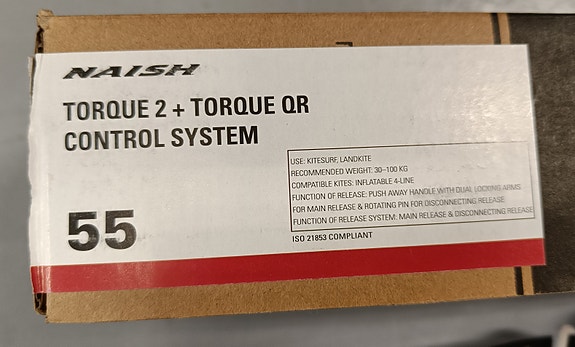 NAISH
TORQUE 2 + TORQUE QR
CONTROL SYSTEM
55
USE: KITESURF, LANDKITE
RECOMMENDED WEIGHT: 30–100 KG
COMPATIBLE KITES: INFLATABLE 4-LINE
FUNCTION OF RELEASE: PUSH AWAY HANDLE WITH DUAL LOCKING ARMS
FOR MAIN RELEASE & ROTATING PIN FOR DISCONNECTING RELEASE
FUNCTION OF RELEASE SYSTEM: MAIN RELEASE & DISCONNECTING RELEASE
ISO 21853 COMPLIANT